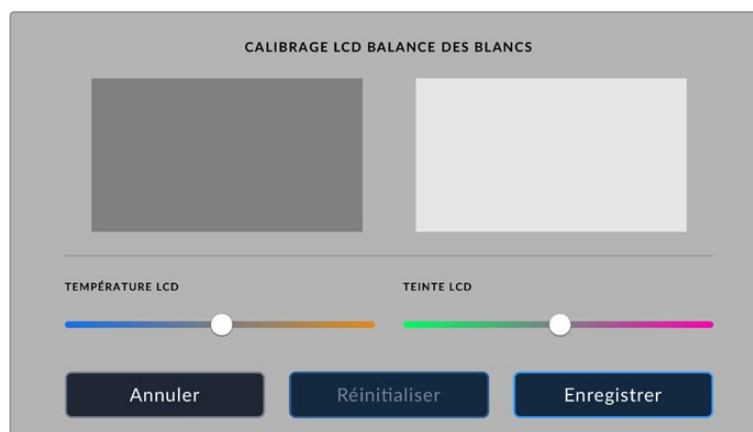 CALIBRAGE LCD BALANCE DES BLANCS
TEMPÉRATURE LCD
TEINTE LCD
Annuler
Réinitialiser
Enregistrer